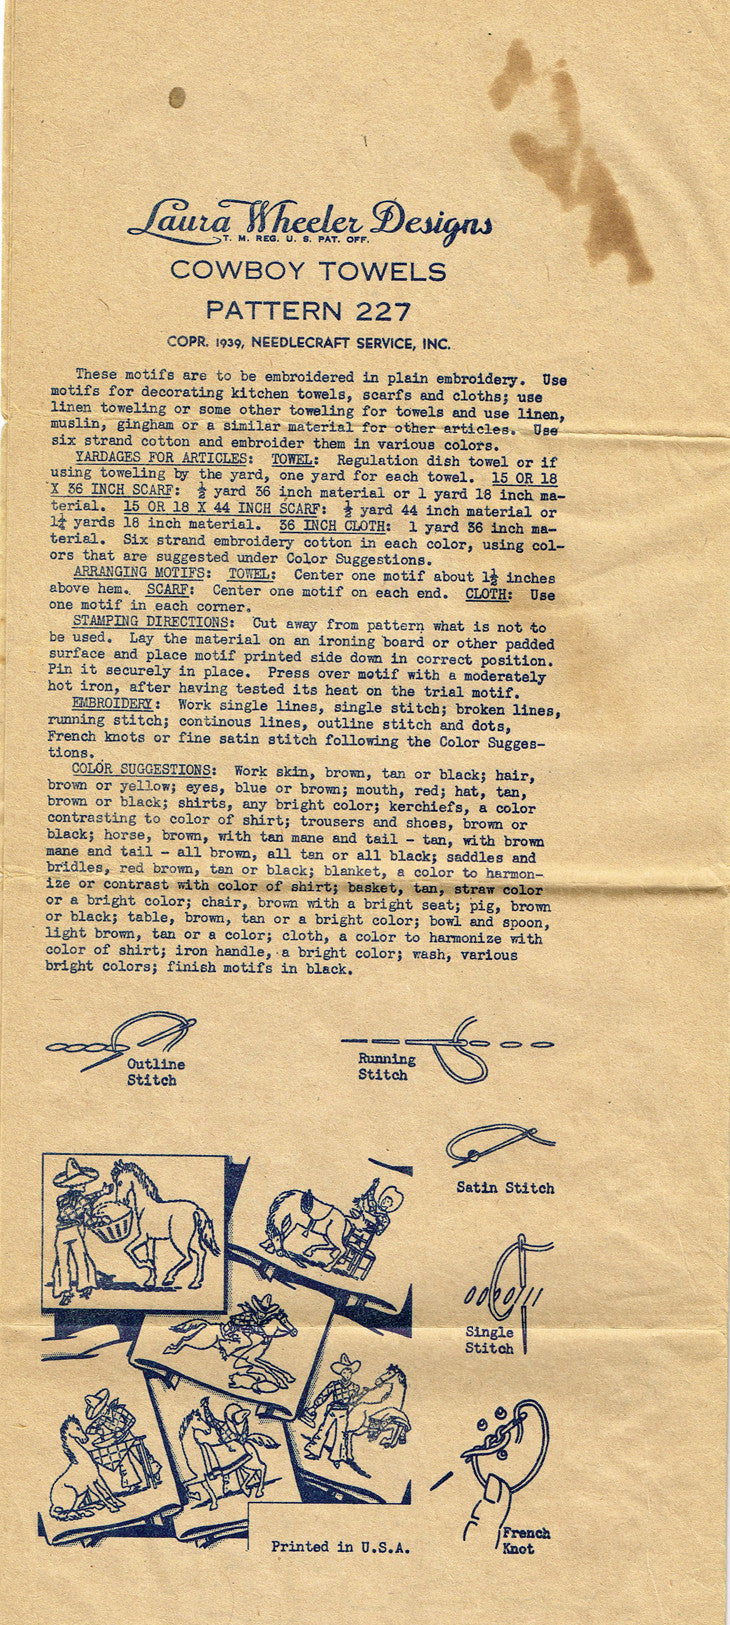 Laura Wheeler Designs
T. M. REG. U. S. PAT. OFF.
COWBOY TOWELS
PATTERN 227
COPR. 1939, NEEDLECRAFT SERVICE, INC.
These motifs are to be embroidered in plain embroidery. Use
motifs for decorating kitchen towels, scarfs and cloths; use
linen toweling or some other toweling for towels and use linen,
muslin, gingham or a similar material for other articles. Use
six strand cotton and embroider them in various colors.
YARDAGES FOR ARTICLES: TOWEL: Regulation dish towel or if
using toweling by the yard, one yard for each towel. 15 OR 18
X 36 INCH SCARF: ½ yard 36 inch material or 1 yard 18 inch ma-
terial. 15 OR 18 X 44 INCH SCARF: ½ yard 44 inch material or
1¼ yards 18 inch material. 36 INCH CLOTH: 1 yard 36 inch ma-
terial. Six strand embroidery cotton in each color, using col-
ors that are suggested under Color Suggestions.
ARRANGING MOTIFS: TOWEL: Center one motif about 1½ inches
above hem. SCARF: Center one motif on each end. CLOTH: Use
one motif in each corner.
STAMPING DIRECTIONS: Cut away from pattern what is not to
be used. Lay the material on an ironing board or other padded
surface and place motif printed side down in correct position.
Pin it securely in place. Press over motif with a moderately
hot iron, after having tested its heat on the trial motif.
EMBROIDERY: Work single lines, single stitch; broken lines,
running stitch; continous lines, outline stitch and dots,
French knots or fine satin stitch following the Color Sugges-
tions.
COLOR SUGGESTIONS: Work skin, brown, tan or black; hair,
brown or yellow; eyes, blue or brown; mouth, red; hat, tan,
brown or black; shirts, any bright color; kerchiefs, a color
contrasting to color of shirt; trousers and shoes, brown or
black; horse, brown, with tan mane and tail - tan, with brown
mane and tail - all brown, all tan or all black; saddles and
bridles, red brown, tan or black; blanket, a color to harmon-
ize or contrast with color of shirt; basket, tan, straw color
or a bright color; chair, brown with a bright seat; pig, brown
or black; table, brown, tan or a bright color; bowl and spoon,
light brown, tan or a color; cloth, a color to harmonize with
color of shirt; iron handle, a bright color; wash, various
bright colors; finish motifs in black.
Outline
Stitch
Running
Stitch
Satin Stitch
Single
Stitch
French
Knot
Printed in U.S.A.